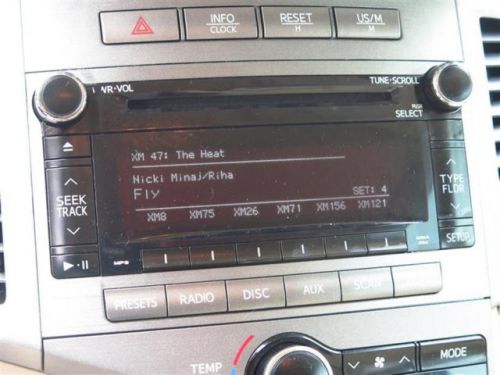 INFO RESET US/M
CLOCK H M
PWR·VOL TUNE·SCROLL
PUSH
SELECT
XM 47: The Heat
Nicki Minaj/Riha
Fly
SET: 4
XM8 XM75 XM26 XM71 XM156 XM121
SEEK
TRACK
TYPE
FLDR
SETUP
MP3
PRESETS RADIO DISC AUX SCAN
TEMP MODE